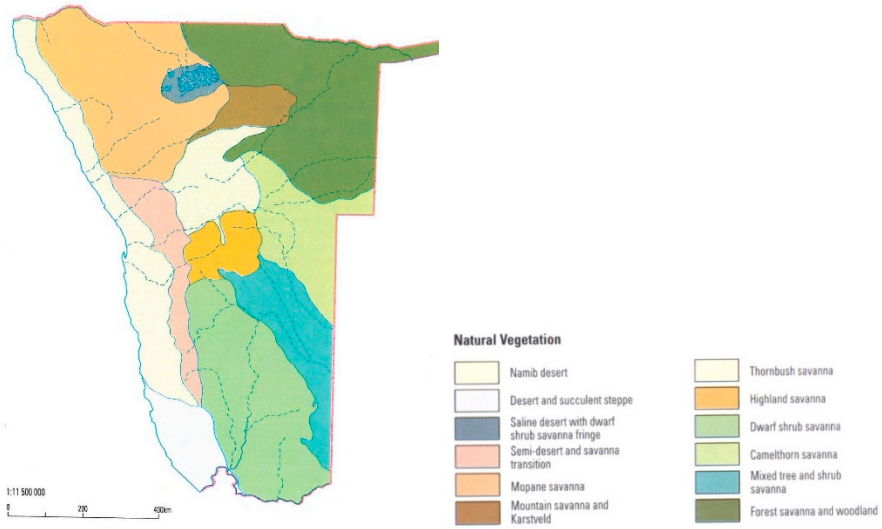 Natural Vegetation
Namib desert
Desert and succulent steppe
Saline desert with dwarf
shrub savanna fringe
Semi-desert and savanna
transition
Mopane savanna
Mountain savanna and
Karstveld
Thornbush savanna
Highland savanna
Dwarf shrub savanna
Camelthorn savanna
Mixed tree and shrub
savanna
Forest savanna and woodland
1:11 500 000
0 200 400km